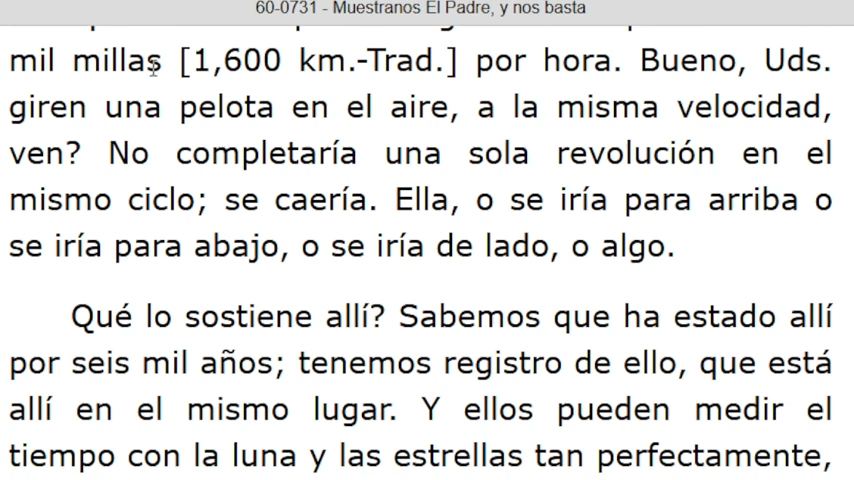 60-0731 - Muestranos El Padre, y nos basta
mil millas [1,600 km.-Trad.] por hora. Bueno, Uds.
giren una pelota en el aire, a la misma velocidad,
ven? No completaría una sola revolución en el
mismo ciclo; se caería. Ella, o se iría para arriba o
se iría para abajo, o se iría de lado, o algo.
Qué lo sostiene allí? Sabemos que ha estado allí
por seis mil años; tenemos registro de ello, que está
allí en el mismo lugar. Y ellos pueden medir el
tiempo con la luna y las estrellas tan perfectamente,